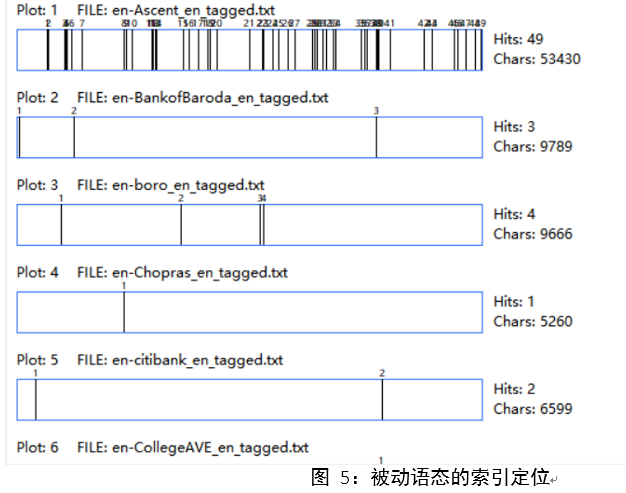 Plot: 1 FILE: en-Ascent_en_tagged.txt
Hits: 49
Chars: 53430
Plot: 2 FILE: en-BankofBaroda_en_tagged.txt
1 2 3
Hits: 3
Chars: 9789
Plot: 3 FILE: en-boro_en_tagged.txt
1 2 34
Hits: 4
Chars: 9666
Plot: 4 FILE: en-Chopras_en_tagged.txt
1
Hits: 1
Chars: 5260
Plot: 5 FILE: en-citibank_en_tagged.txt
1 2
Hits: 2
Chars: 6599
Plot: 6 FILE: en-CollegeAVE_en_tagged.txt
1
图 5：被动语态的索引定位